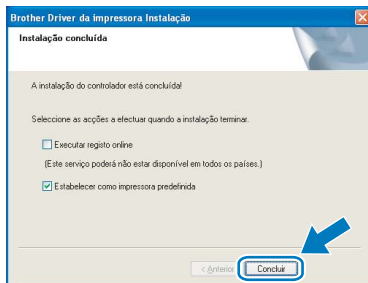 Brother Driver da impressora Instalação
Instalação concluída
A instalação do controlador está concluída!
Seleccione as acções a efectuar quando a instalação terminar.
Executar registo online
(Este serviço poderá não estar disponível em todos os países.)
Estabelecer como impressora predefinida
< Anterior
Concluir